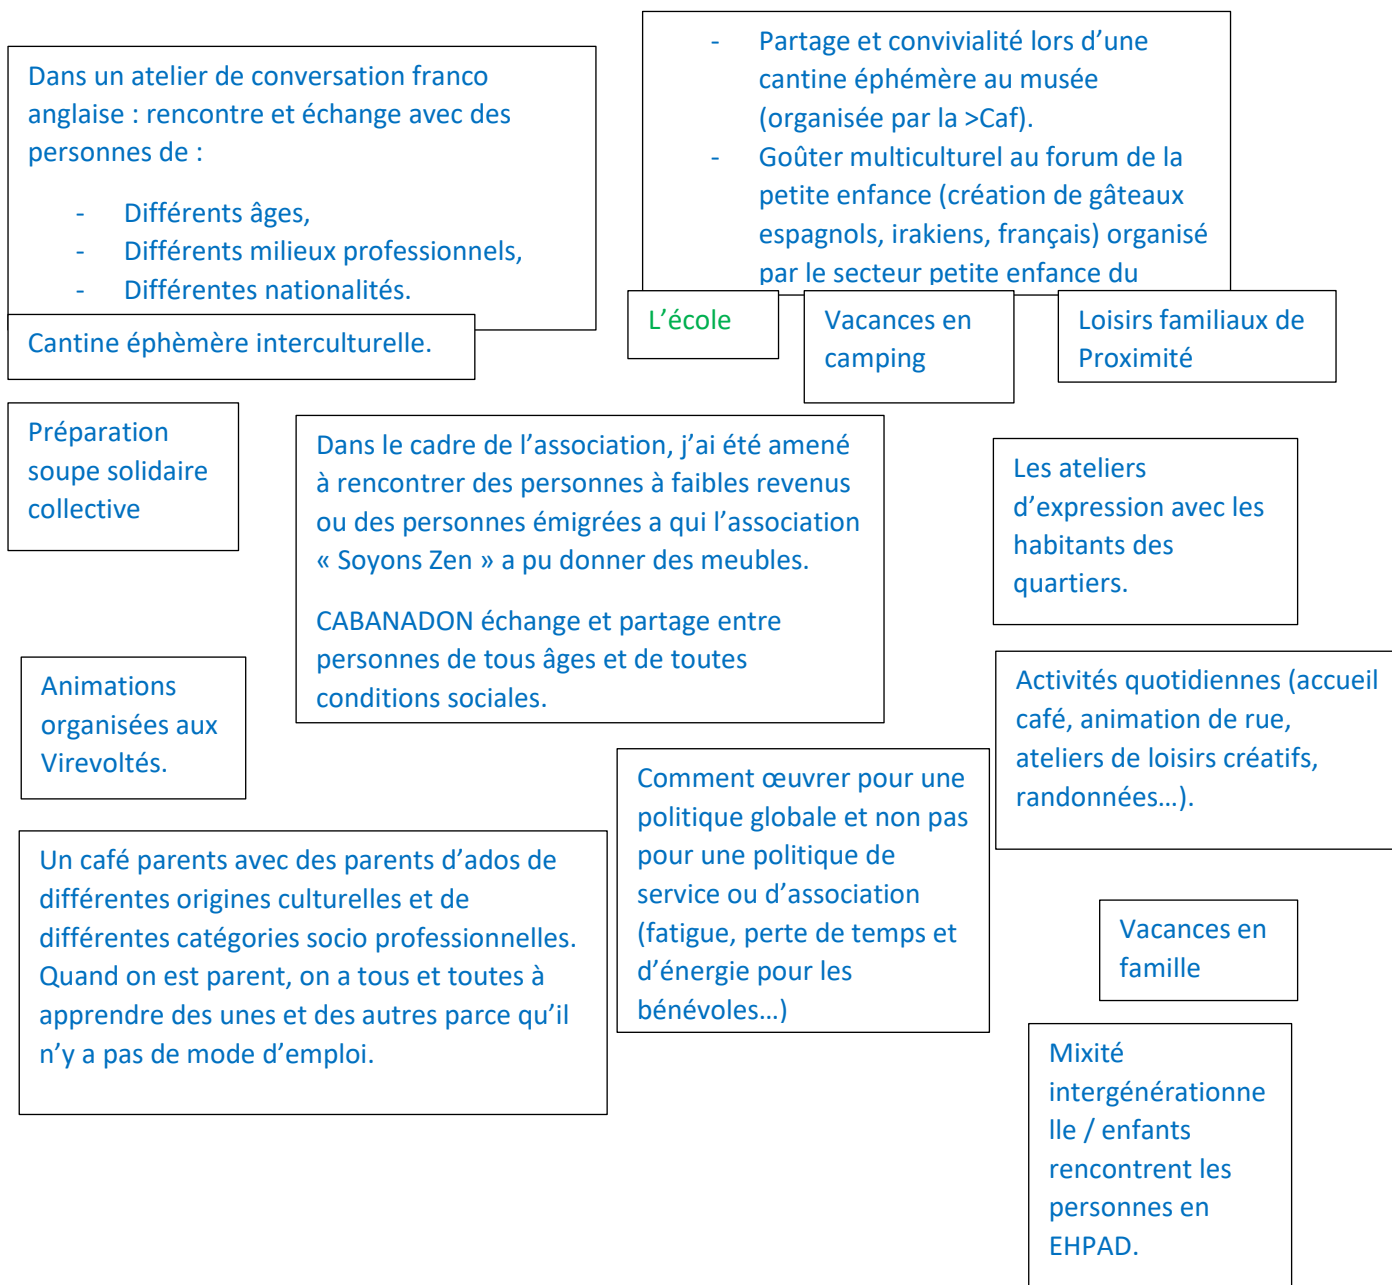 Dans un atelier de conversation franco
anglaise : rencontre et échange avec des
personnes de :
- Différents âges,
- Différents milieux professionnels,
- Différentes nationalités.
- Partage et convivialité lors d’une
cantine éphémère au musée
(organisée par la >Caf).
- Goûter multiculturel au forum de la
petite enfance (création de gâteaux
espagnols, irakiens, français) organisé
par le secteur petite enfance du
Cantine éphèmère interculturelle.
L’école
Vacances en
camping
Loisirs familiaux de
Proximité
Préparation
soupe solidaire
collective
Dans le cadre de l’association, j’ai été amené
à rencontrer des personnes à faibles revenus
ou des personnes émigrées a qui l’association
« Soyons Zen » a pu donner des meubles.
CABANADON échange et partage entre
personnes de tous âges et de toutes
conditions sociales.
Les ateliers
d’expression avec les
habitants des
quartiers.
Animations
organisées aux
Virevoltés.
Activités quotidiennes (accueil
café, animation de rue,
ateliers de loisirs créatifs,
randonnées…).
Comment œuvrer pour une
politique globale et non pas
pour une politique de
service ou d’association
(fatigue, perte de temps et
d’énergie pour les
bénévoles…)
Un café parents avec des parents d’ados de
différentes origines culturelles et de
différentes catégories socio professionnelles.
Quand on est parent, on a tous et toutes à
apprendre des unes et des autres parce qu’il
n’y a pas de mode d’emploi.
Vacances en
famille
Mixité
intergénérationne
lle / enfants
rencontrent les
personnes en
EHPAD.